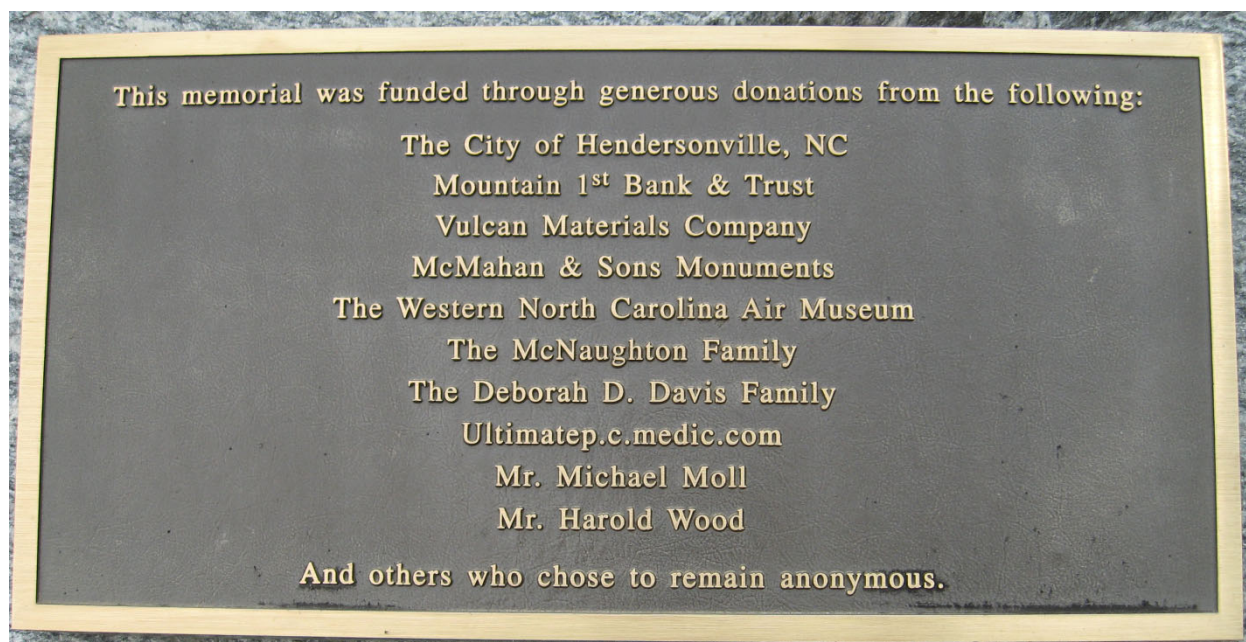 This memorial was funded through generous donations from the following:
The City of Hendersonville, NC
Mountain 1st Bank & Trust
Vulcan Materials Company
McMahan & Sons Monuments
The Western North Carolina Air Museum
The McNaughton Family
The Deborah D. Davis Family
Ultimatep.c.medic.com
Mr. Michael Moll
Mr. Harold Wood
And others who chose to remain anonymous.